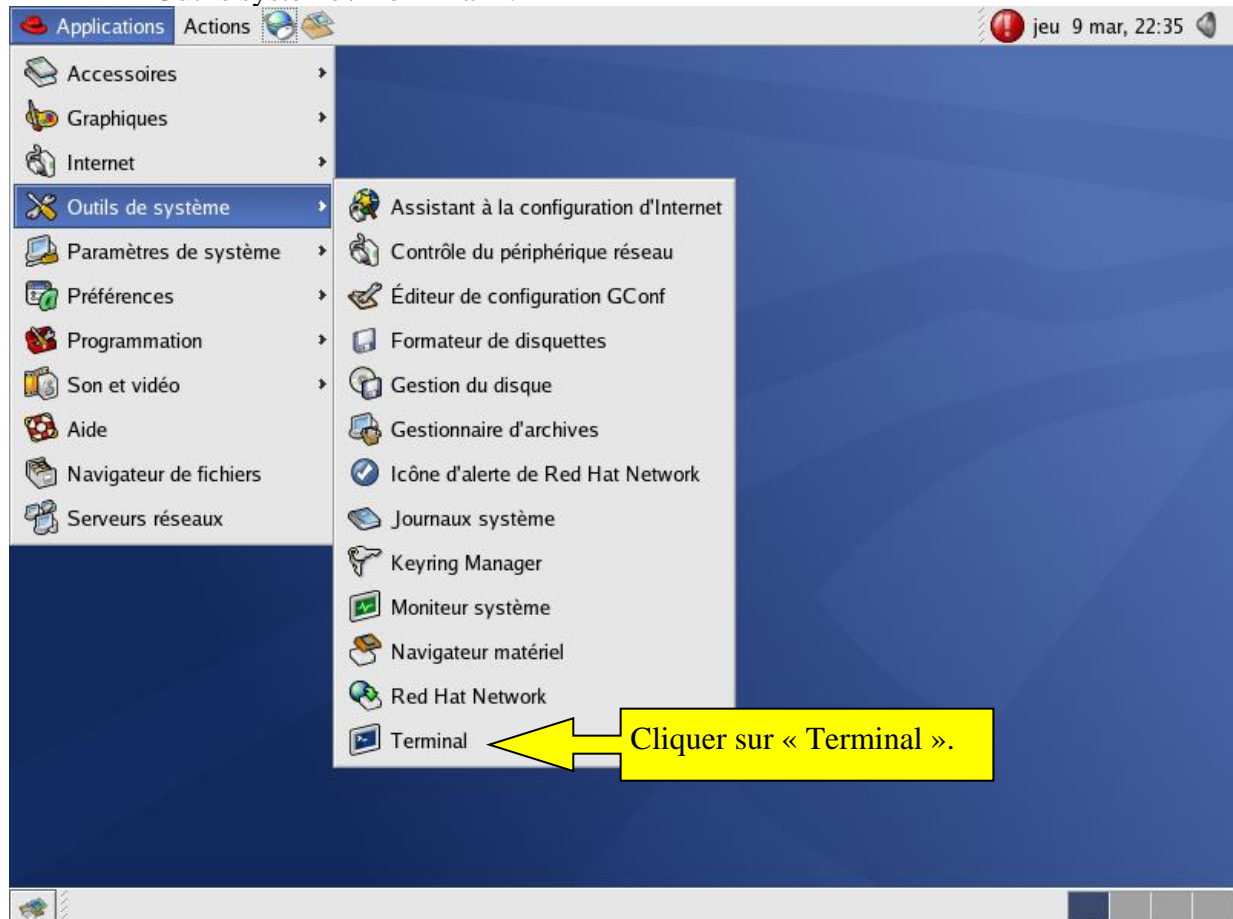 Applications Actions jeu 9 mar, 22:35
Accessoires
Graphiques
Internet
Outils de système
Paramètres de système
Préférences
Programmation
Son et vidéo
Aide
Navigateur de fichiers
Serveurs réseaux
Assistant à la configuration d'Internet
Contrôle du périphérique réseau
Éditeur de configuration GConf
Formateur de disquettes
Gestion du disque
Gestionnaire d'archives
Icône d'alerte de Red Hat Network
Journaux système
Keyring Manager
Moniteur système
Navigateur matériel
Red Hat Network
Terminal
Cliquer sur « Terminal ».